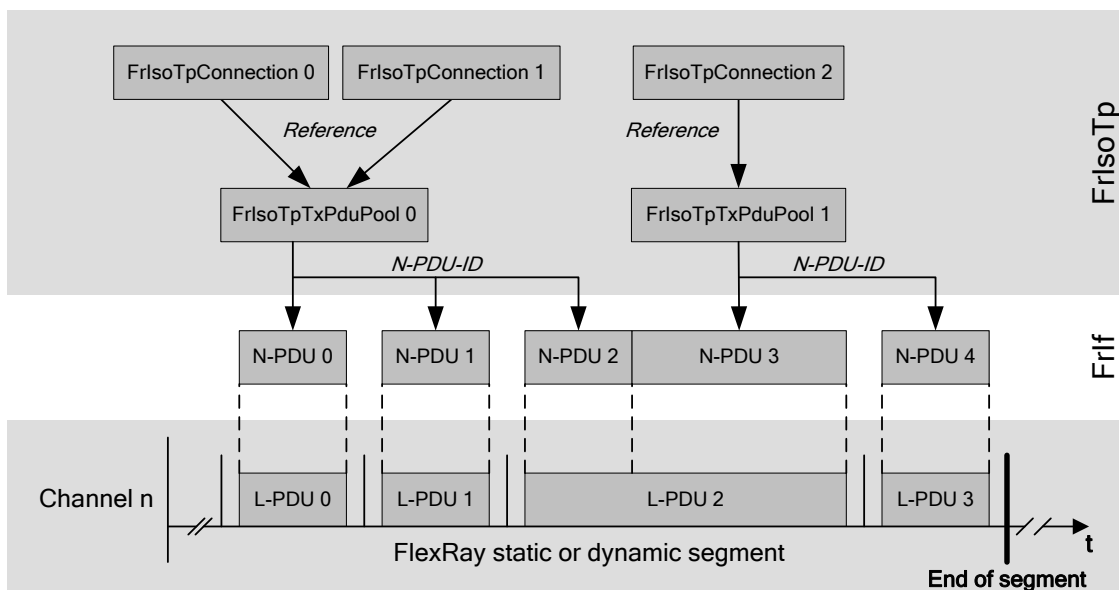 FrIsoTpConnection 0
FrIsoTpConnection 1
FrIsoTpConnection 2
Reference
Reference
FrIsoTpTxPduPool 0
FrIsoTpTxPduPool 1
FrIsoTp
N-PDU-ID
N-PDU-ID
N-PDU 0
N-PDU 1
N-PDU 2
N-PDU 3
N-PDU 4
FrIf
Channel n
L-PDU 0
L-PDU 1
L-PDU 2
L-PDU 3
t
FlexRay static or dynamic segment
End of segment